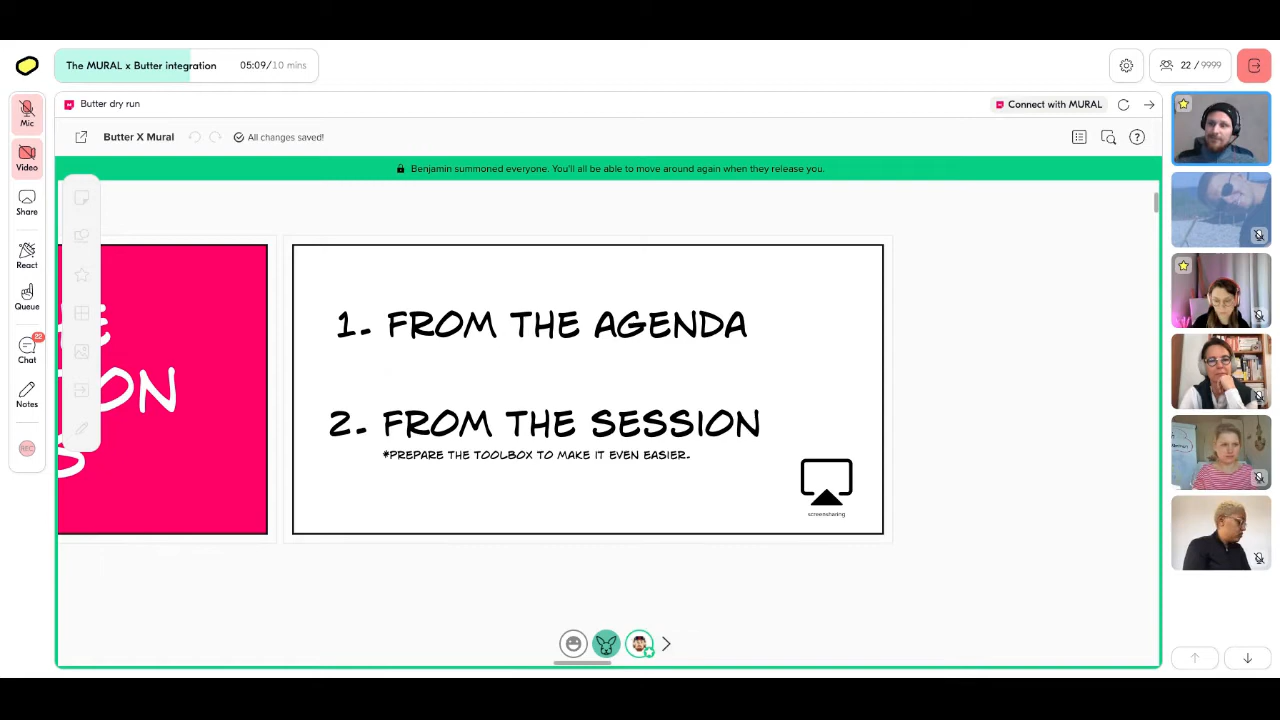 The MURAL x Butter integration 05:09/10 mins
22 / 9999
Mic
Video
Share
React
Queue
22
Chat
Notes
REC
Butter dry run
Connect with MURAL
Butter X Mural
All changes saved!
Benjamin summoned everyone. You'll all be able to move around again when they release you.
ON
1. FROM THE AGENDA
2. FROM THE SESSION
*PREPARE THE TOOLBOX TO MAKE IT EVEN EASIER.
screensharing